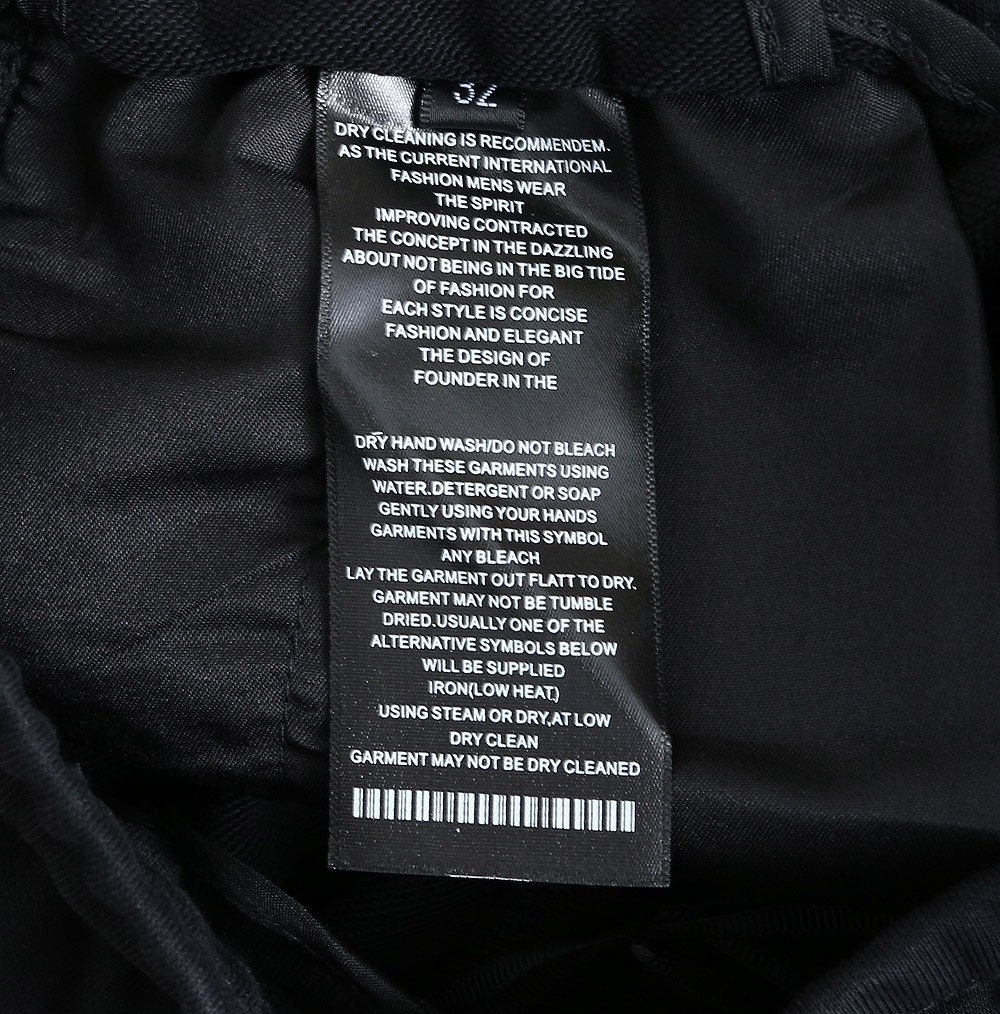 32
DRY CLEANING IS RECOMMENDEM.
AS THE CURRENT INTERNATIONAL
FASHION MENS WEAR
THE SPIRIT
IMPROVING CONTRACTED
THE CONCEPT IN THE DAZZLING
ABOUT NOT BEING IN THE BIG TIDE
OF FASHION FOR
EACH STYLE IS CONCISE
FASHION AND ELEGANT
THE DESIGN OF
FOUNDER IN THE
DRY HAND WASH/DO NOT BLEACH
WASH THESE GARMENTS USING
WATER.DETERGENT OR SOAP
GENTLY USING YOUR HANDS
GARMENTS WITH THIS SYMBOL
ANY BLEACH
LAY THE GARMENT OUT FLATT TO DRY.
GARMENT MAY NOT BE TUMBLE
DRIED.USUALLY ONE OF THE
ALTERNATIVE SYMBOLS BELOW
WILL BE SUPPLIED
IRON(LOW HEAT,)
USING STEAM OR DRY,AT LOW
DRY CLEAN
GARMENT MAY NOT BE DRY CLEANED